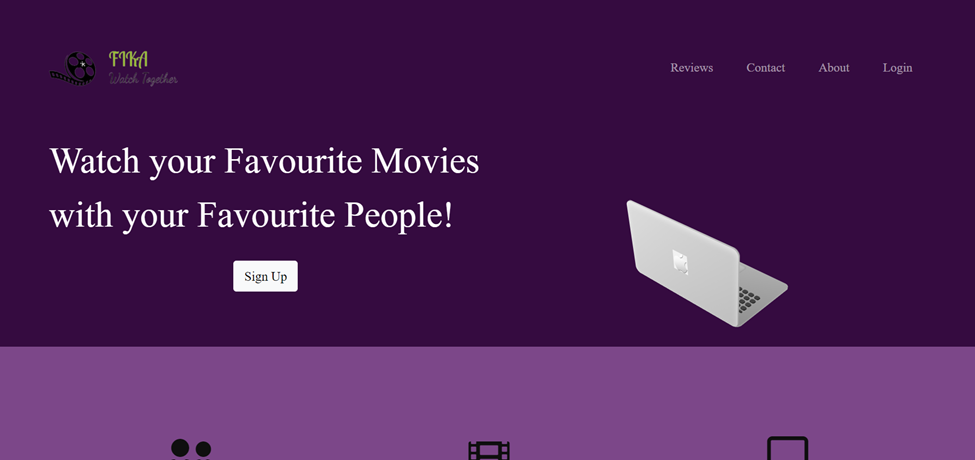 FIKA
Watch Together
Reviews Contact About Login
Watch your Favourite Movies
with your Favourite People!
Sign Up